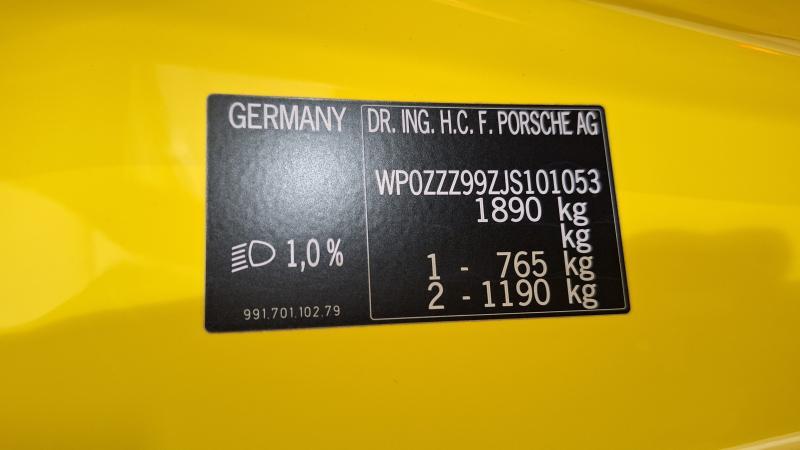 GERMANY
DR. ING. H.C. F. PORSCHE AG
WP0ZZZ99ZJS101053
1890 kg
kg
1,0 %
1 - 765 kg
2 - 1190 kg
991.701.102.79